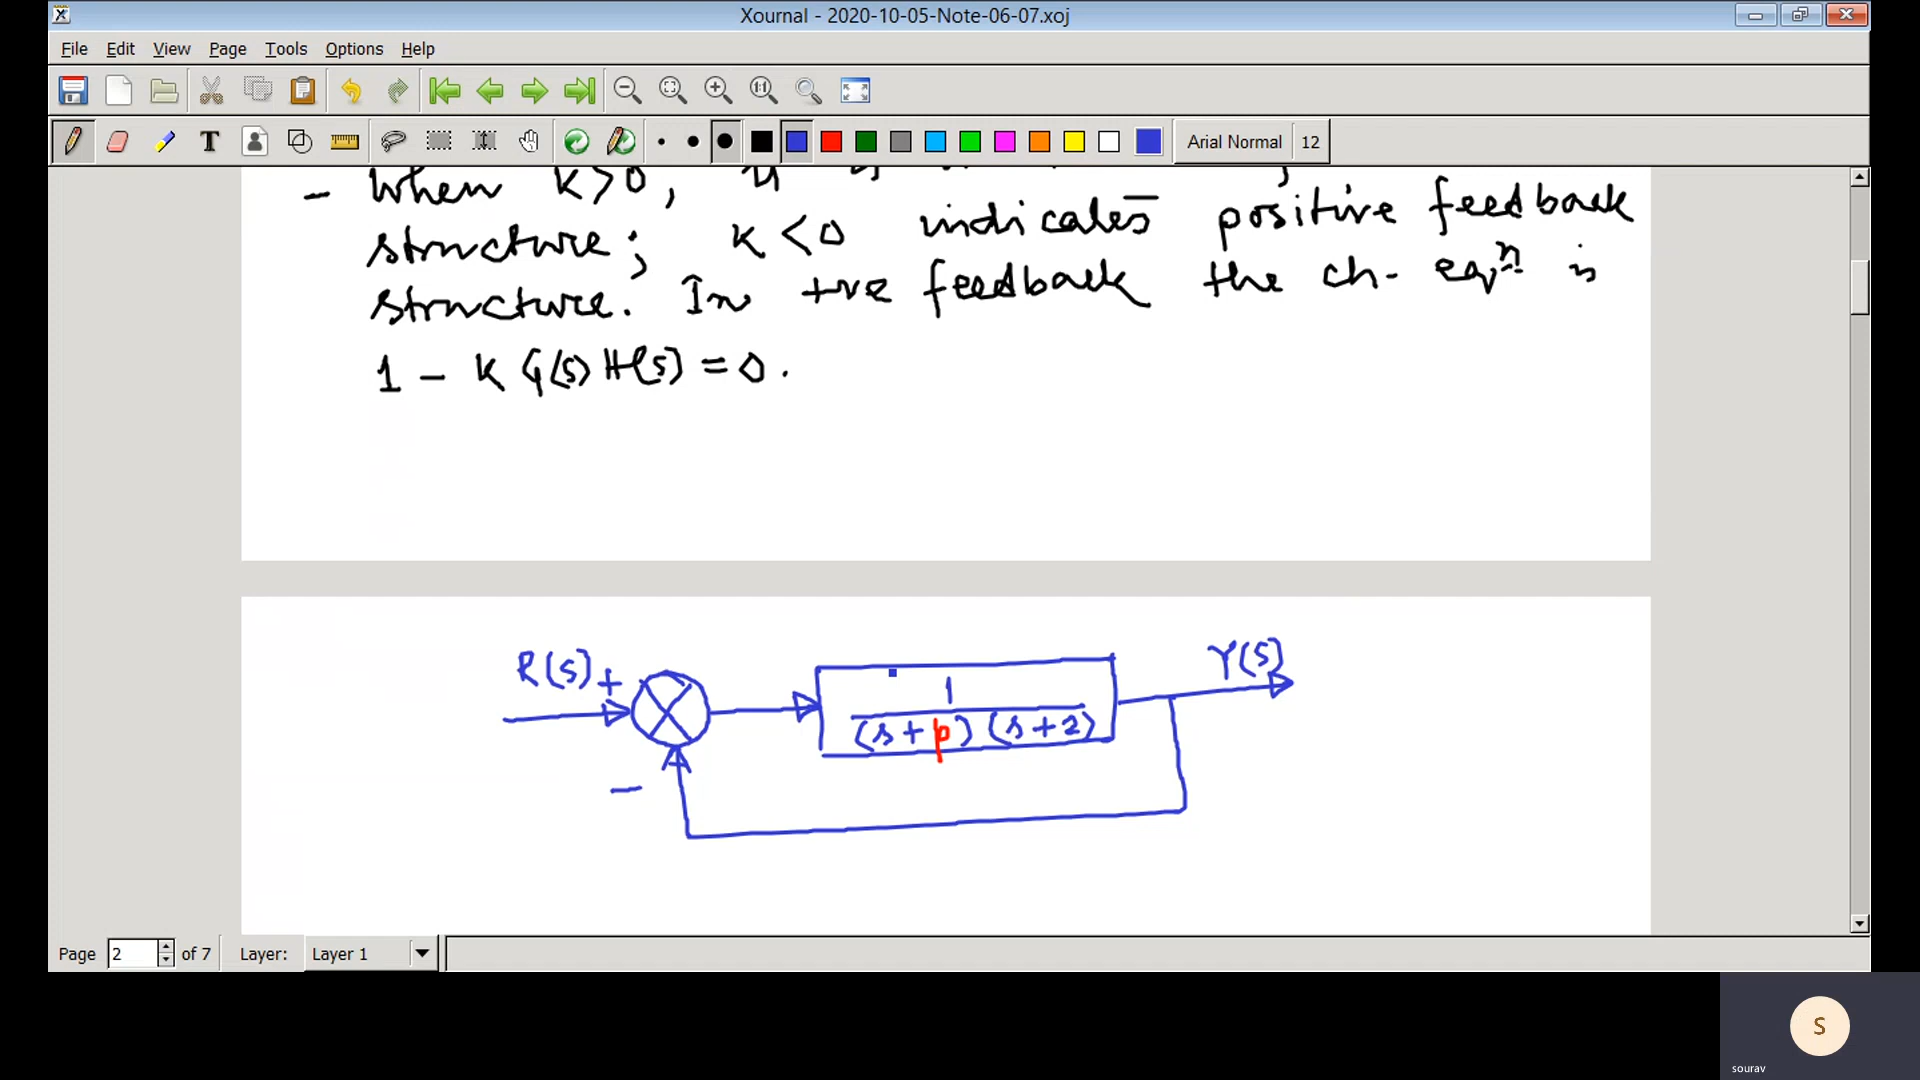 Xournal - 2020-10-05-Note-06-07.xoj
File Edit View Page Tools Options Help
Arial Normal 12
- When K>0,
structure; K<0 indicates positive feedback
structure. In +ve feedback the ch- eqn is
1 - K G(s) H(s) = 0.
R(s) + Y(s)
1
(s+p) (s+2)
-
Page 2 of 7 Layer: Layer 1
S
sourav